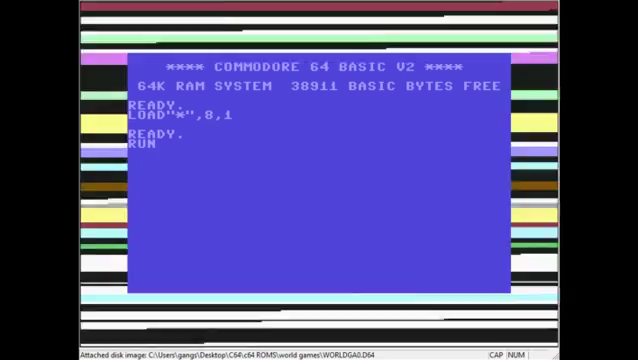 **** COMMODORE 64 BASIC V2 ****
64K RAM SYSTEM 38911 BASIC BYTES FREE
READY.
LOAD"*",8,1
READY.
RUN
Attached disk image: C:\Users\gangs\Desktop\C64\c64 ROMS\world games\WORLDGA0.D64
CAP NUM